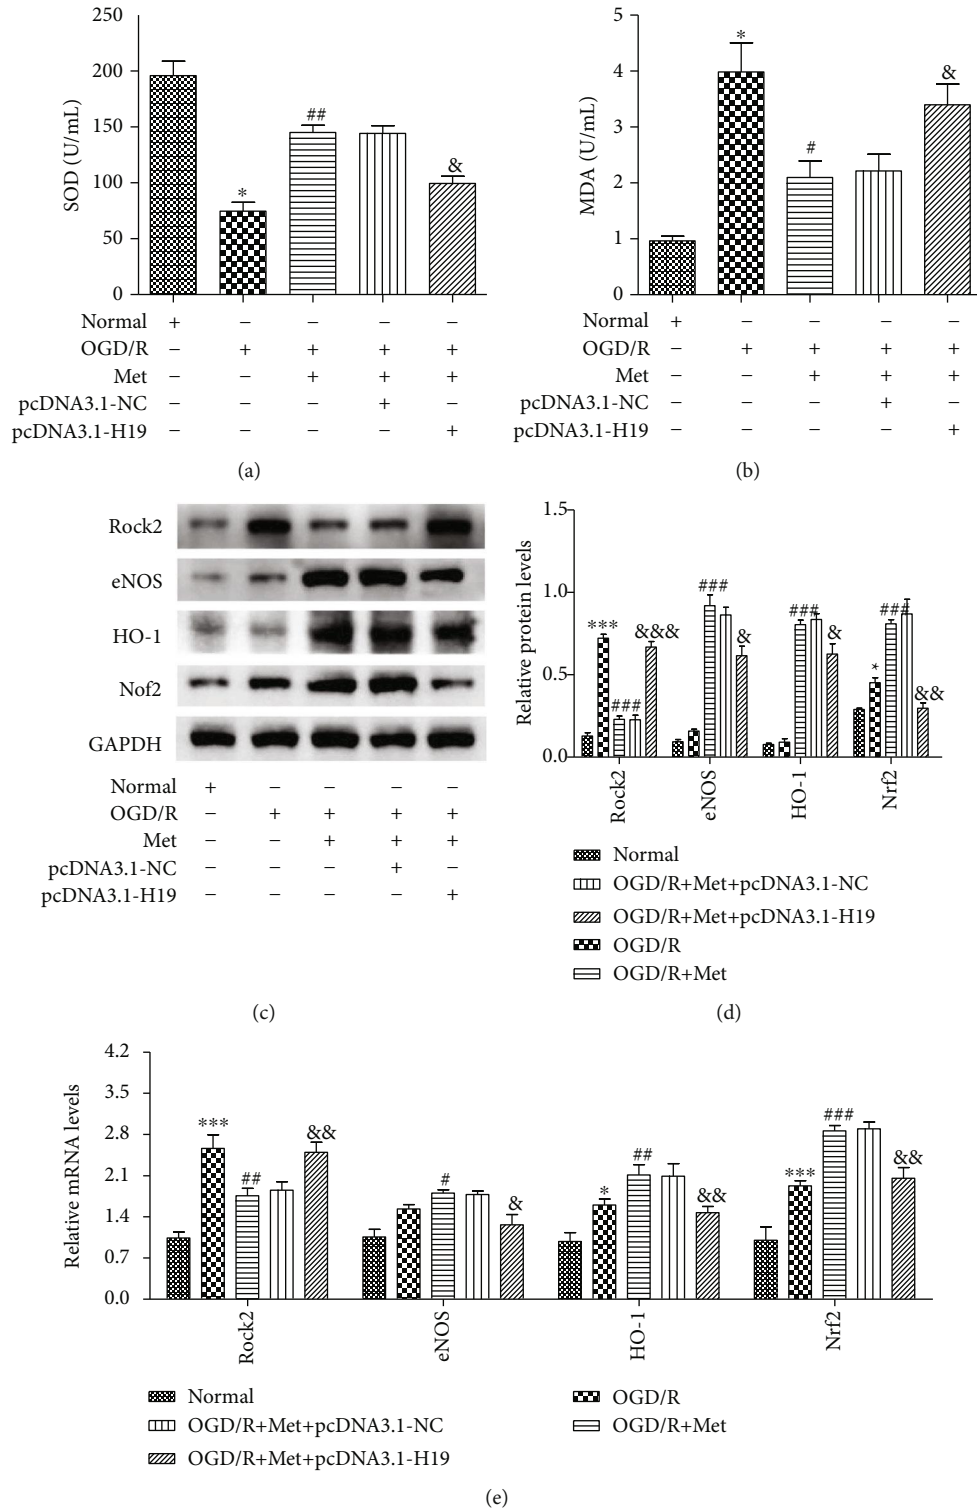 250
200
150
100
50
0
SOD (U/mL)
*
##
&
Normal + − − − −
OGD/R − + + + +
Met − − + + +
pcDNA3.1-NC − − − + −
pcDNA3.1-H19 − − − − +
(a)
5
4
3
2
1
0
MDA (U/mL)
*
#
&
Normal + − − − −
OGD/R − + + + +
Met − − + + +
pcDNA3.1-NC − − − + −
pcDNA3.1-H19 − − − − +
(b)
Rock2
eNOS
HO-1
Nof2
GAPDH
Normal + − − − −
OGD/R − + + + +
Met − − + + +
pcDNA3.1-NC − − − + −
pcDNA3.1-H19 − − − − +
(c)
1.5
1.0
0.5
0.0
Relative protein levels
***
###
&&&
###
&
###
&
*
###
&&
Rock2
eNOS
HO-1
Nrf2
Normal
OGD/R+Met+pcDNA3.1-NC
OGD/R+Met+pcDNA3.1-H19
OGD/R
OGD/R+Met
(d)
4.2
3.5
2.8
2.1
1.4
0.7
0.0
Relative mRNA levels
***
##
&&
#
&
*
##
&&
***
###
&&
Rock2
eNOS
HO-1
Nrf2
Normal
OGD/R+Met+pcDNA3.1-NC
OGD/R+Met+pcDNA3.1-H19
OGD/R
OGD/R+Met
(e)